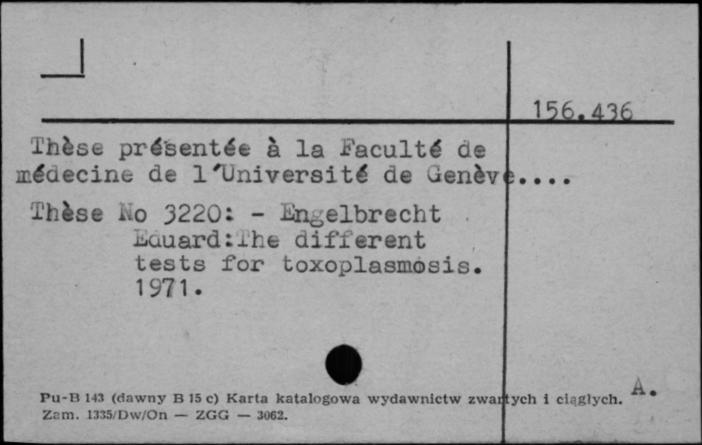 156.436
Thèse présentée à la Faculté de
médecine de l'Université de Genève....
Thèse No 3220: - Engelbrecht
Eduard:The different
tests for toxoplasmosis.
1971.
A.
Pu-B 143 (dawny B 15 c) Karta katalogowa wydawnictw zwartych i ciągłych.
Zam. 1335/Dw/On — ZGG — 3062.